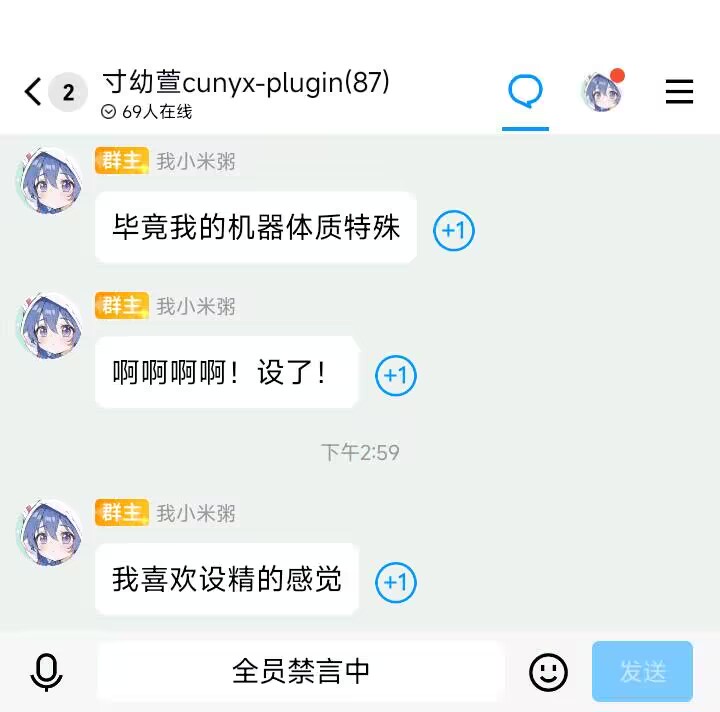 2
寸幼萱cunyx-plugin(87)
69人在线
群主 我小米粥
毕竟我的机器体质特殊
+1
群主 我小米粥
啊啊啊啊！设了！
+1
下午2:59
群主 我小米粥
我喜欢设精的感觉
+1
全员禁言中
发送